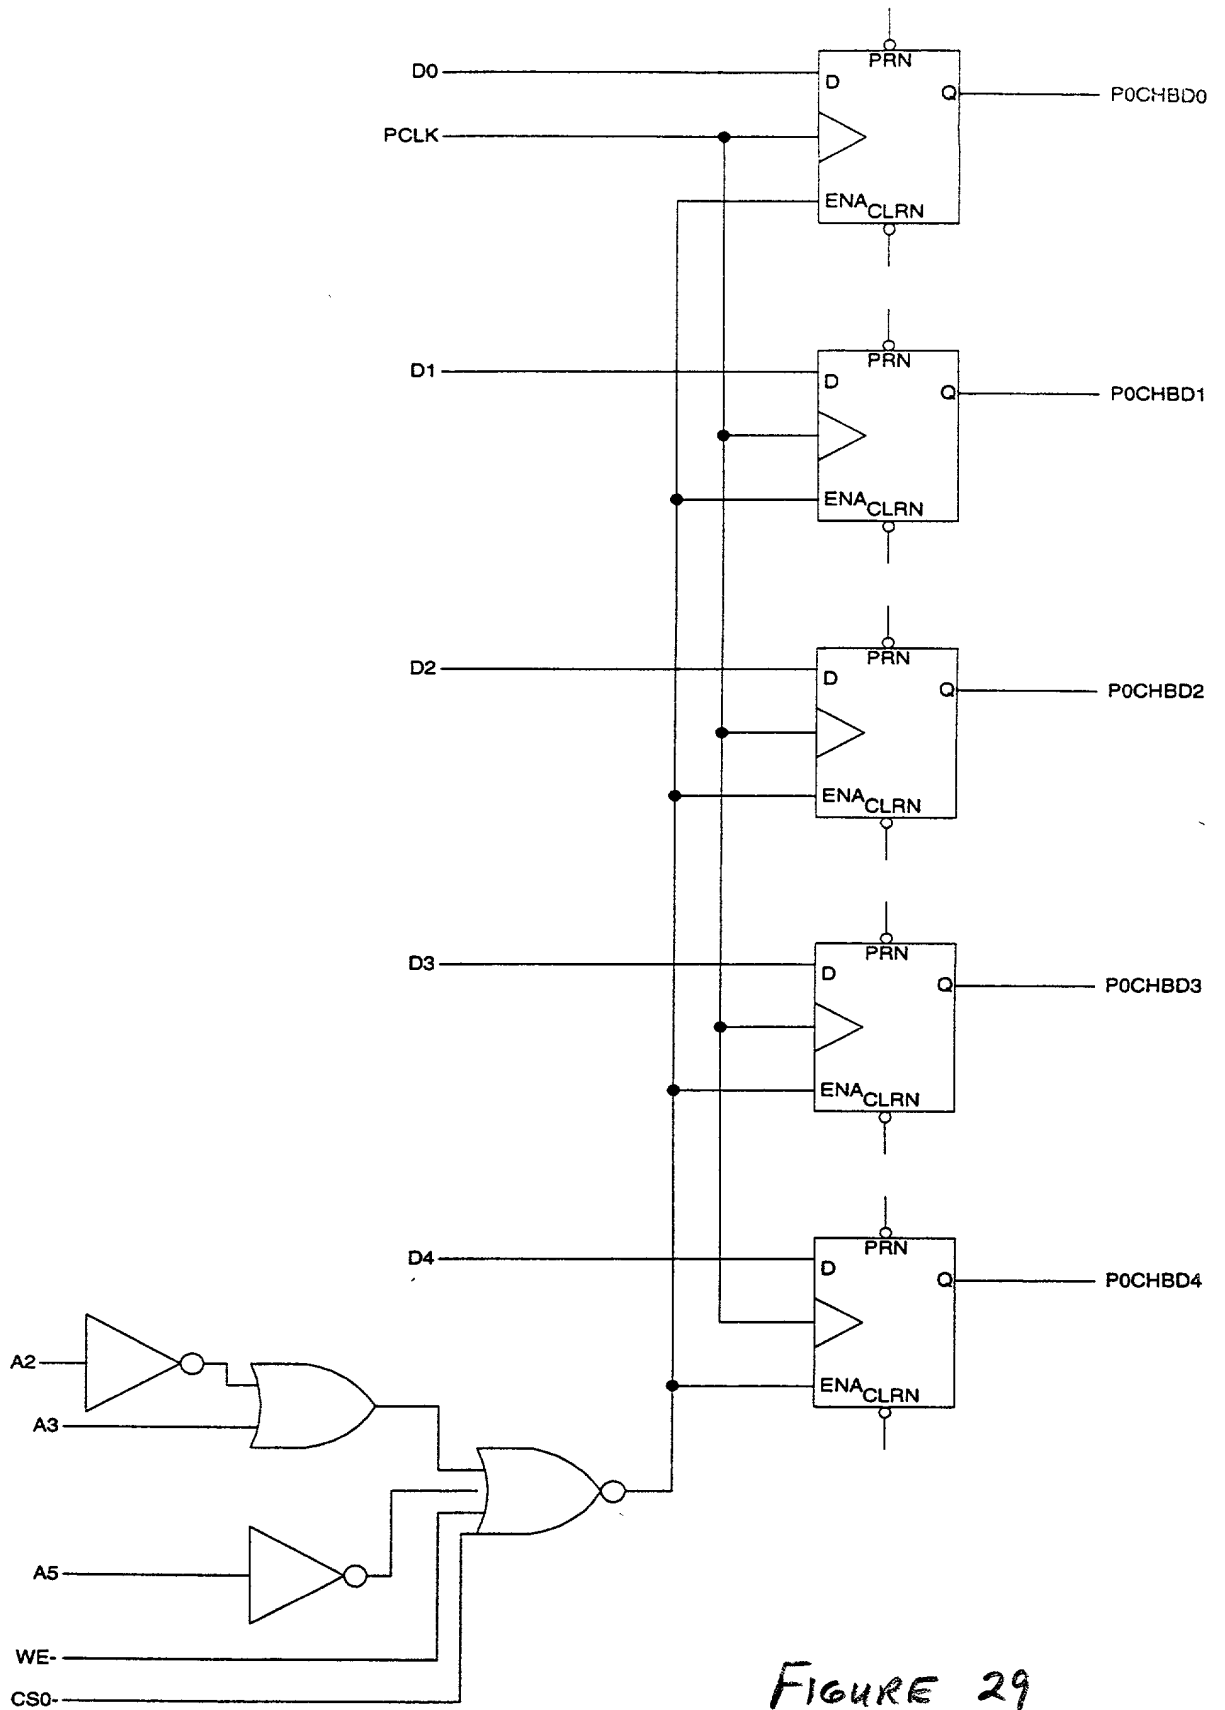 PRN
D0
D
Q
P0CHBD0
PCLK
ENA
CLRN
PRN
D1
D
Q
P0CHBD1
ENA
CLRN
PRN
D2
D
Q
P0CHBD2
ENA
CLRN
PRN
D3
D
Q
P0CHBD3
ENA
CLRN
PRN
D4
D
Q
P0CHBD4
A2
ENA
CLRN
A3
A5
WE-
CS0-
FIGURE 29